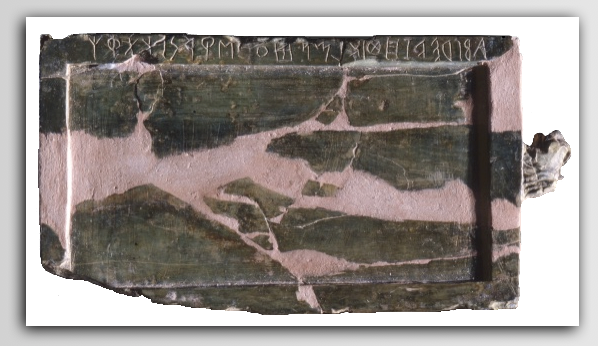 𐌀𐌁𐌂𐌃𐌄𐌅𐌆𐌇𐌈𐌉𐌊𐌋𐌌𐌍𐌎𐌏𐌐𐌑𐌒𐌓𐌔𐌕𐌖𐌗𐌘𐌙